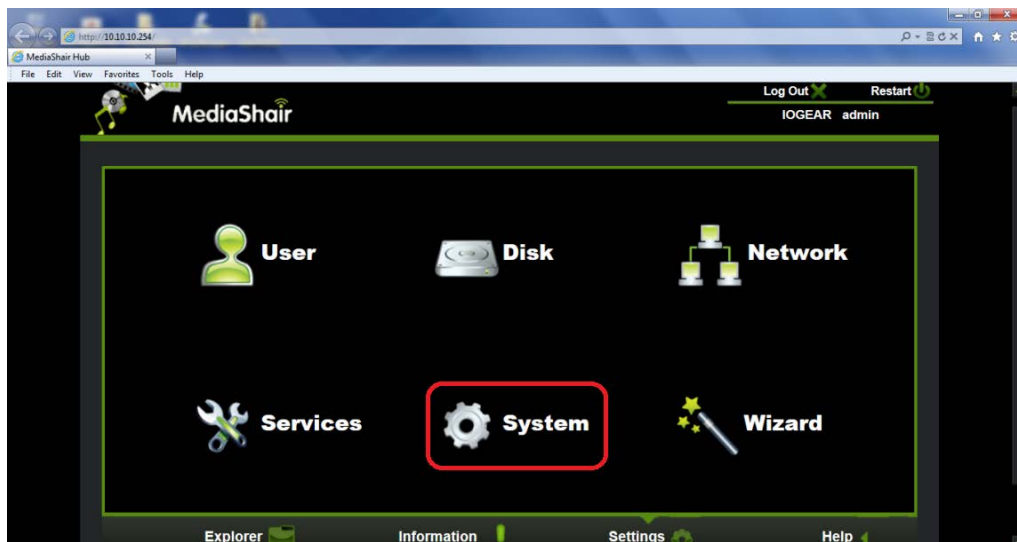 http://10.10.10.254/
MediaShair Hub
File Edit View Favorites Tools Help
Log Out Restart
MediaShair
IOGEAR admin
User Disk Network
Services System Wizard
Explorer Information Settings Help